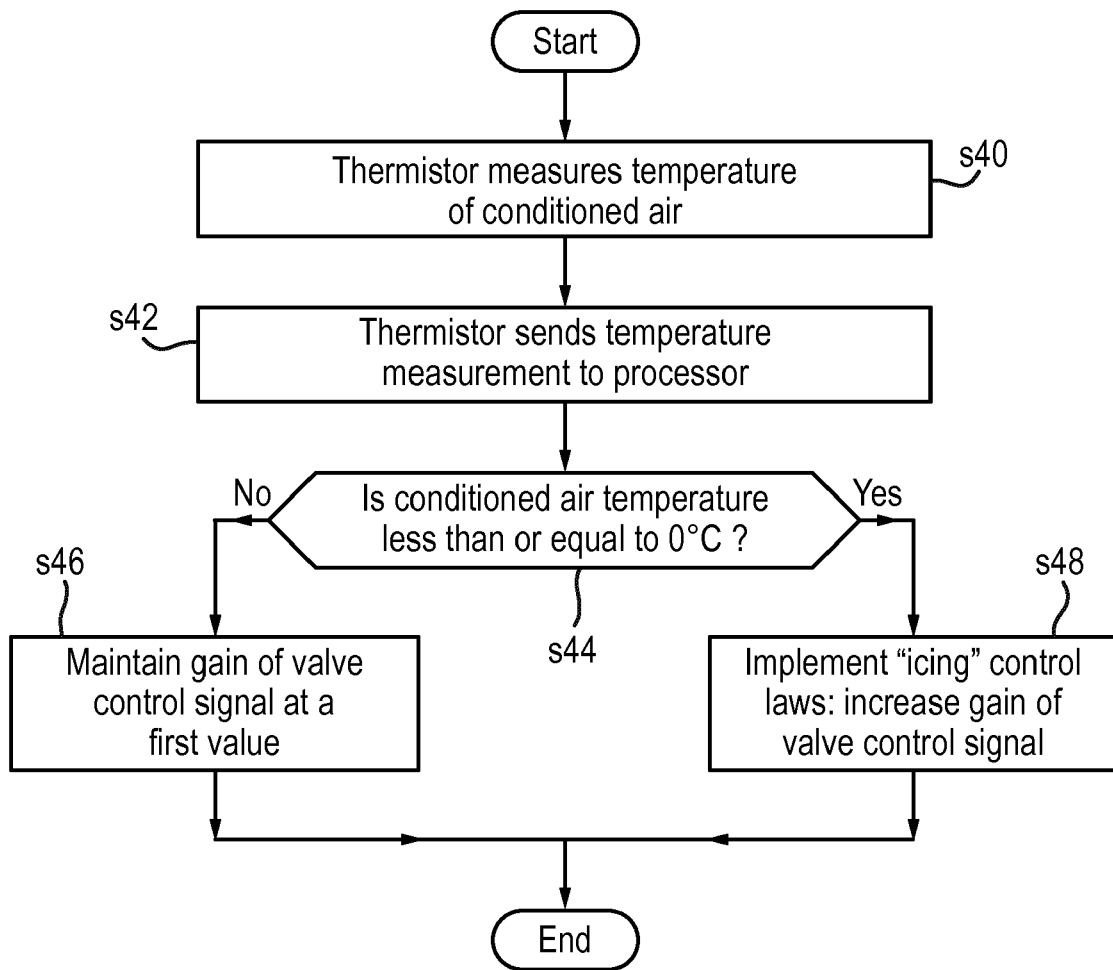 Start
Thermistor measures temperature
of conditioned air
s40
s42
Thermistor sends temperature
measurement to processor
No
Is conditioned air temperature
less than or equal to 0°C ?
Yes
s44
s46
Maintain gain of valve
control signal at a
first value
s48
Implement “icing” control
laws: increase gain of
valve control signal
End